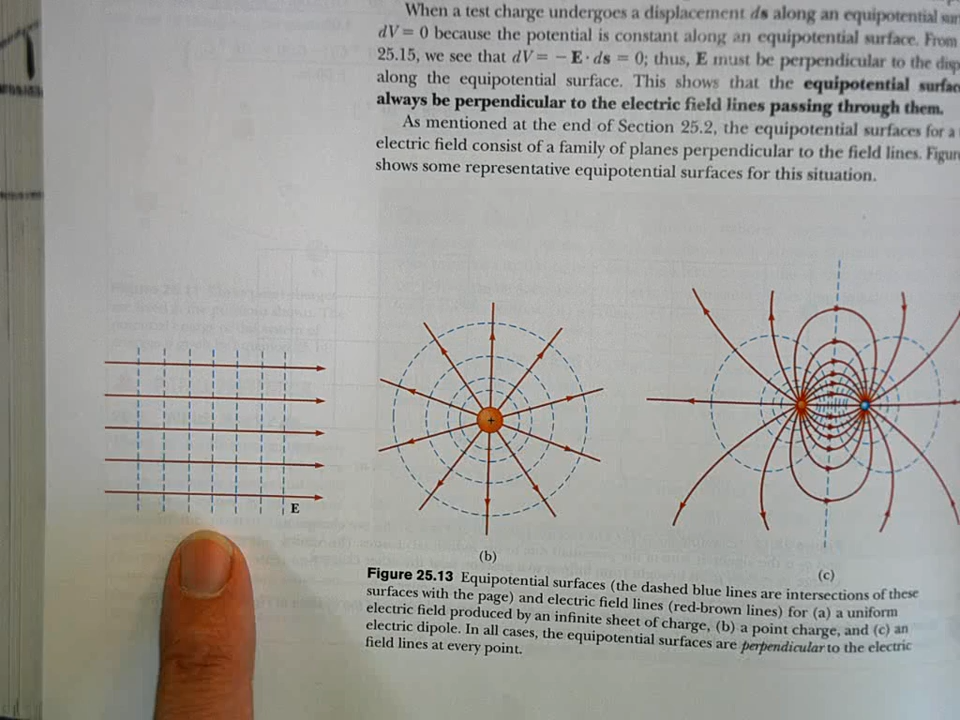 When a test charge undergoes a displacement ds along an equipotential
dV = 0 because the potential is constant along an equipotential surface. From
25.15, we see that dV = − E · ds = 0; thus, E must be perpendicular to the
along the equipotential surface. This shows that the equipotential
always be perpendicular to the electric field lines passing through them.
As mentioned at the end of Section 25.2, the equipotential surfaces for a
electric field consist of a family of planes perpendicular to the field lines.
shows some representative equipotential surfaces for this situation.
E
+
(b)
(c)
Figure 25.13 Equipotential surfaces (the dashed blue lines are intersections of these
surfaces with the page) and electric field lines (red-brown lines) for (a) a uniform
electric field produced by an infinite sheet of charge, (b) a point charge, and (c) an
electric dipole. In all cases, the equipotential surfaces are perpendicular to the electric
field lines at every point.